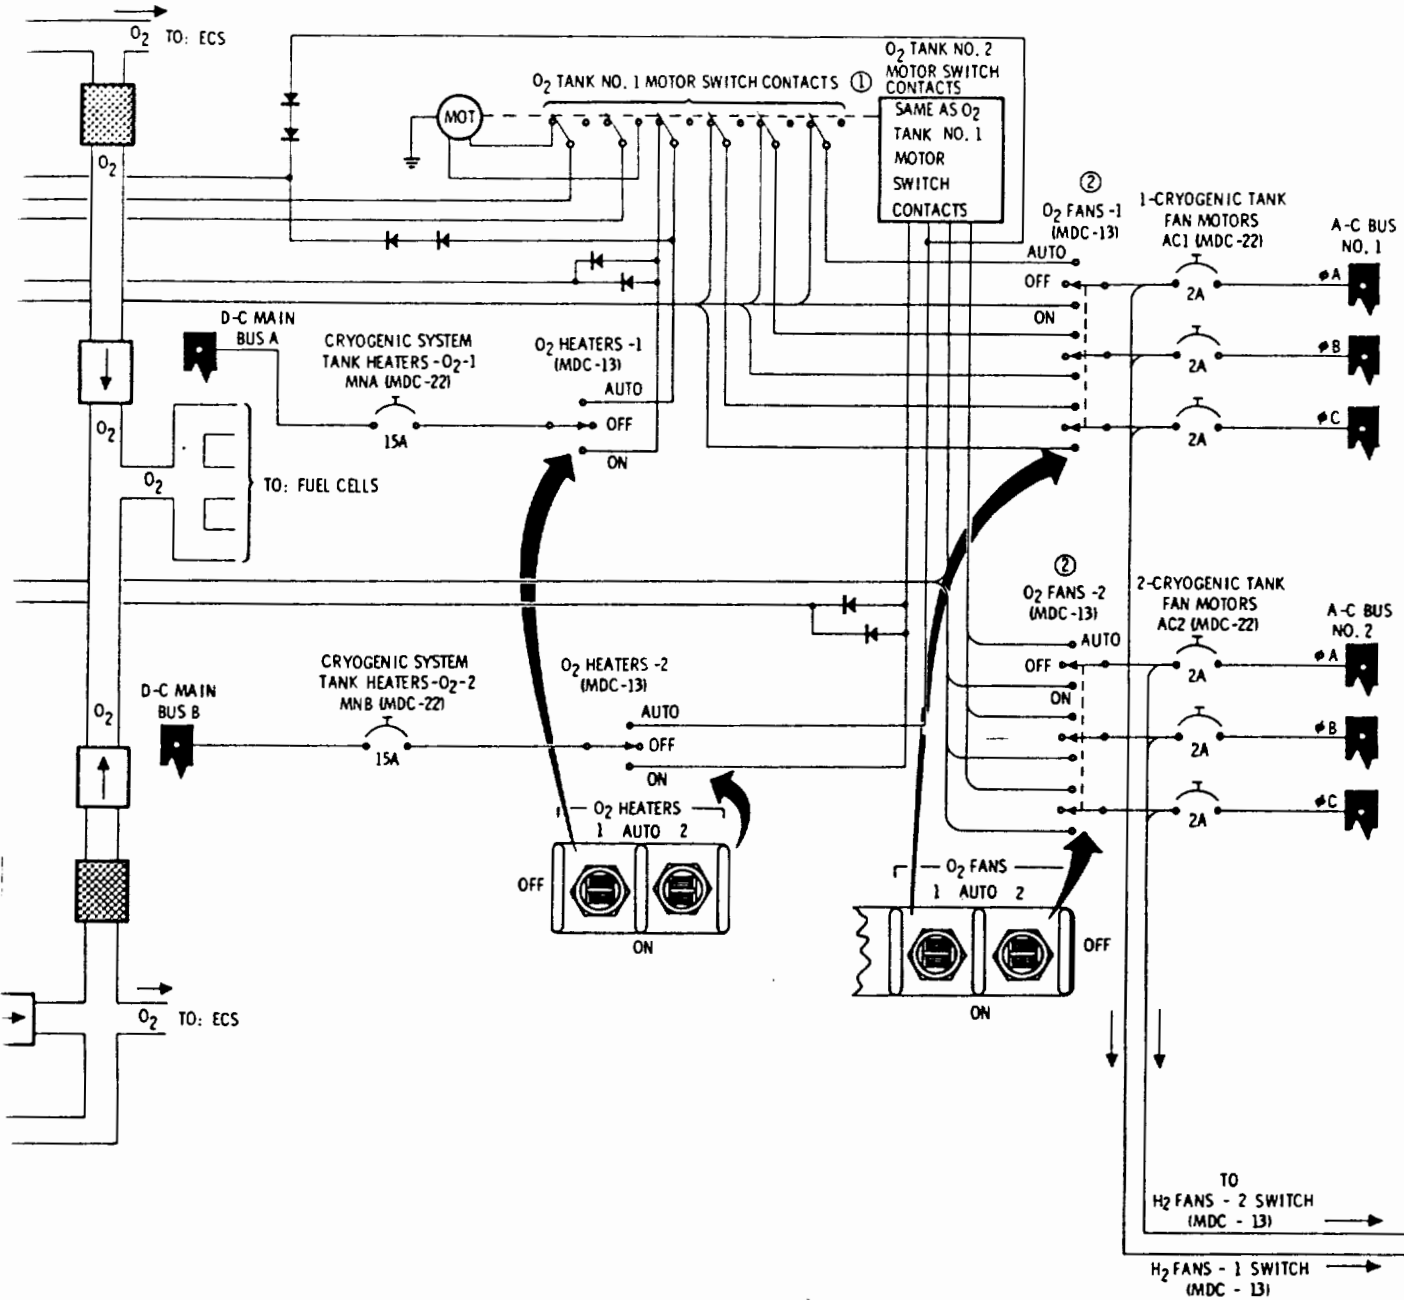 O2 TO: ECS
O2 TANK NO. 2
MOTOR SWITCH
CONTACTS
O2 TANK NO. 1 MOTOR SWITCH CONTACTS ①
MOT
SAME AS O2
TANK NO. 1
MOTOR
SWITCH
CONTACTS
O2
②
O2 FANS -1
(MDC-13)
1-CRYOGENIC TANK
FAN MOTORS
AC1 (MDC-22)
A-C BUS
NO. 1
AUTO
OFF
ON
2A
2A
2A
φA
φB
φC
D-C MAIN
BUS A
CRYOGENIC SYSTEM
TANK HEATERS-O2-1
MNA (MDC-22)
15A
O2 HEATERS -1
(MDC-13)
AUTO
OFF
ON
O2
O2
TO: FUEL CELLS
②
O2 FANS -2
(MDC-13)
2-CRYOGENIC TANK
FAN MOTORS
AC2 (MDC-22)
A-C BUS
NO. 2
AUTO
OFF
ON
2A
2A
2A
φA
φB
φC
D-C MAIN
BUS B
O2
CRYOGENIC SYSTEM
TANK HEATERS-O2-2
MNB (MDC-22)
15A
O2 HEATERS -2
(MDC-13)
AUTO
OFF
ON
O2 HEATERS
1 AUTO 2
OFF
ON
O2 FANS
1 AUTO 2
OFF
ON
O2 TO: ECS
TO
H2 FANS - 2 SWITCH
(MDC - 13)
H2 FANS - 1 SWITCH
(MDC - 13)